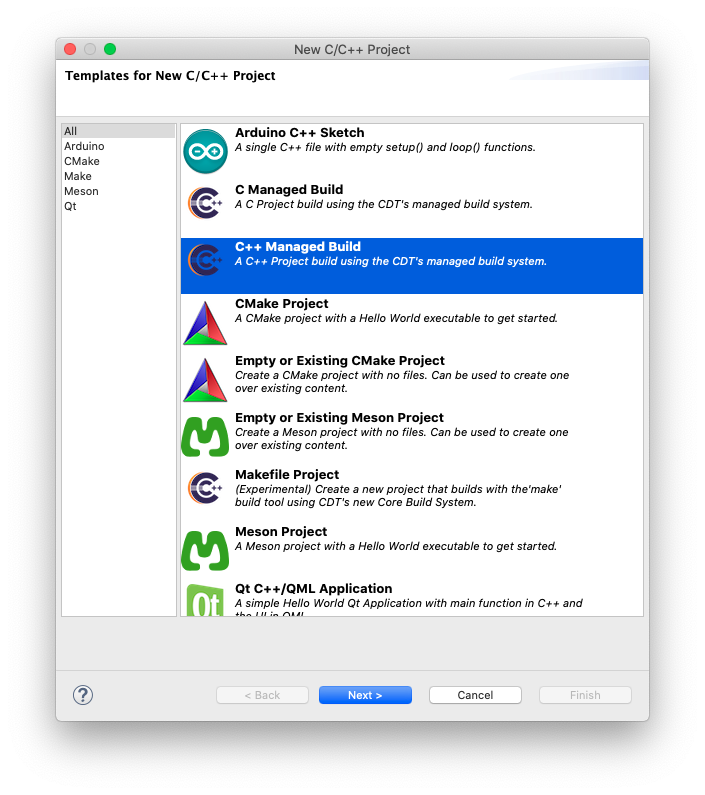 New C/C++ Project
Templates for New C/C++ Project
All
Arduino
CMake
Make
Meson
Qt
Arduino C++ Sketch
A single C++ file with empty setup() and loop() functions.
C Managed Build
A C Project build using the CDT's managed build system.
C++ Managed Build
A C++ Project build using the CDT's managed build system.
CMake Project
A CMake project with a Hello World executable to get started.
Empty or Existing CMake Project
Create a CMake project with no files. Can be used to create one
over existing content.
Empty or Existing Meson Project
Create a Meson project with no files. Can be used to create one
over existing content.
Makefile Project
(Experimental) Create a new project that builds with the'make'
build tool using CDT's new Core Build System.
Meson Project
A Meson project with a Hello World executable to get started.
Qt C++/QML Application
A simple Hello World Qt Application with main function in C++ and
the UI in QML
? < Back Next > Cancel Finish